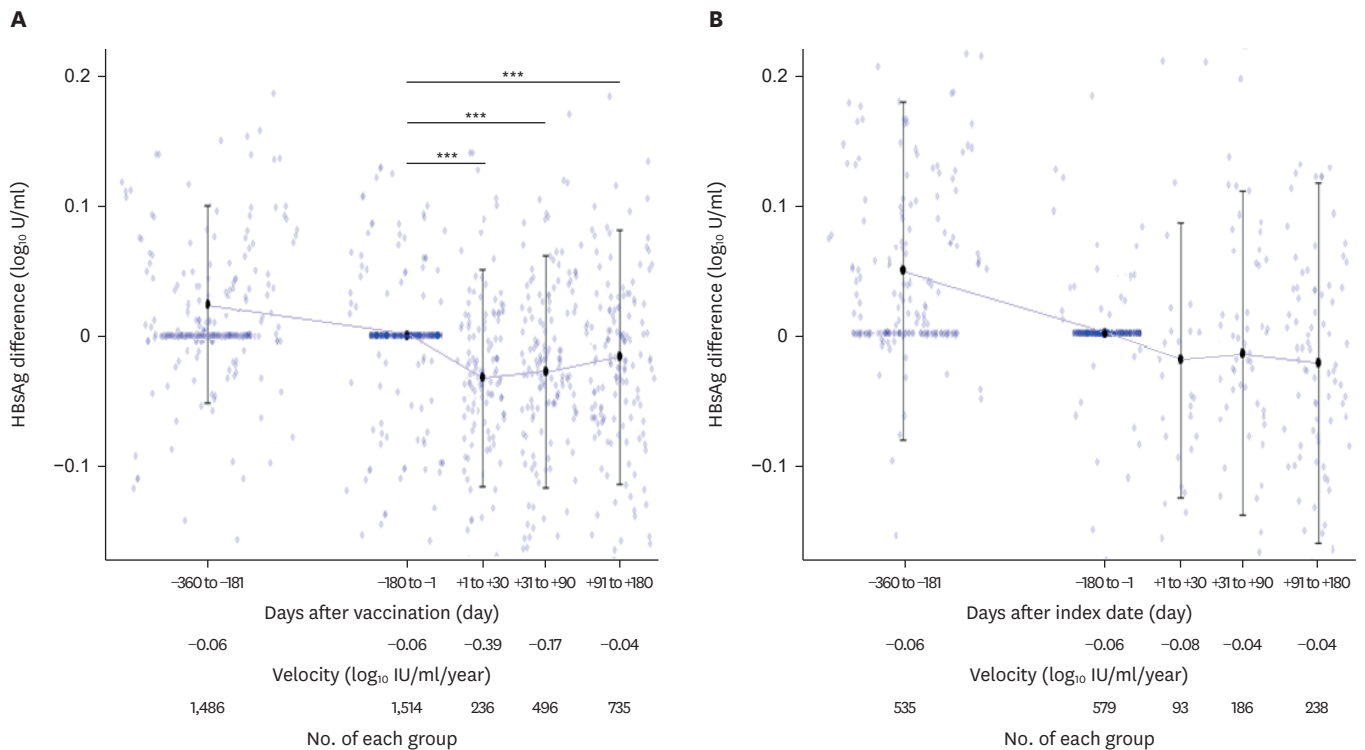 A
HBsAg difference (log₁₀ U/ml)
0.2
0.1
0
−0.1
***
***
***
−360 to −181 −180 to −1 +1 to +30 +31 to +90 +91 to +180
Days after vaccination (day)
−0.06 −0.06 −0.39 −0.17 −0.04
Velocity (log₁₀ IU/ml/year)
1,486 1,514 236 496 735
No. of each group
B
HBsAg difference (log₁₀ U/ml)
0.2
0.1
0
−0.1
−360 to −181 −180 to −1 +1 to +30 +31 to +90 +91 to +180
Days after index date (day)
−0.06 −0.06 −0.08 −0.04 −0.04
Velocity (log₁₀ IU/ml/year)
535 579 93 186 238
No. of each group